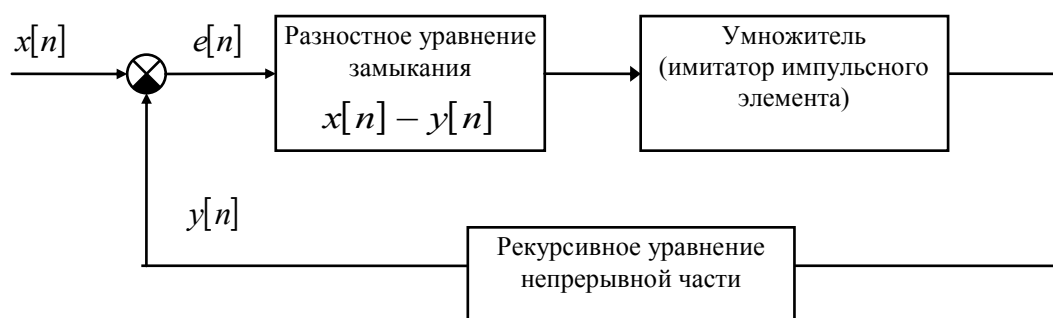 x[n]
e[n]
Разностное уравнение
замыкания
x[n] − y[n]
Умножитель
(имитатор импульсного
элемента)
y[n]
Рекурсивное уравнение
непрерывной части